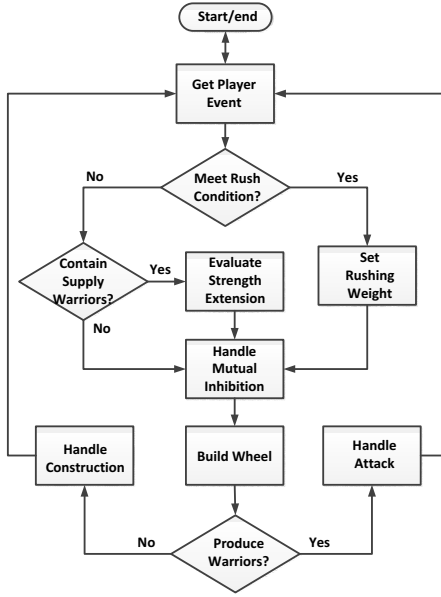 Start/end
Get Player
Event
Meet Rush
Condition?
No
Yes
Contain
Supply
Warriors?
Yes
No
Evaluate
Strength
Extension
Set
Rushing
Weight
Handle
Mutual
Inhibition
Handle
Construction
Build Wheel
Handle
Attack
Produce
Warriors?
No
Yes